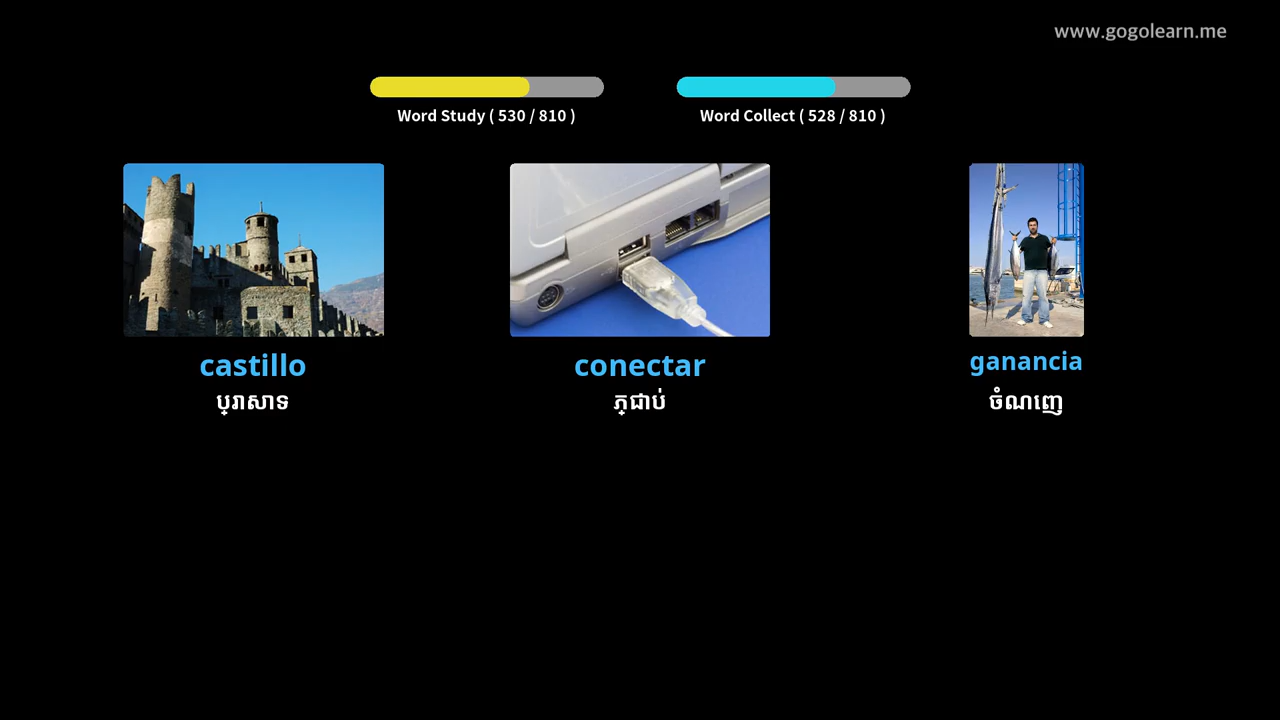 www.gogolearn.me
Word Study ( 530 / 810 )
Word Collect ( 528 / 810 )
castillo
conectar
ganancia
ប្រាសាទ
ភ្ជាប់
ចំណេញ